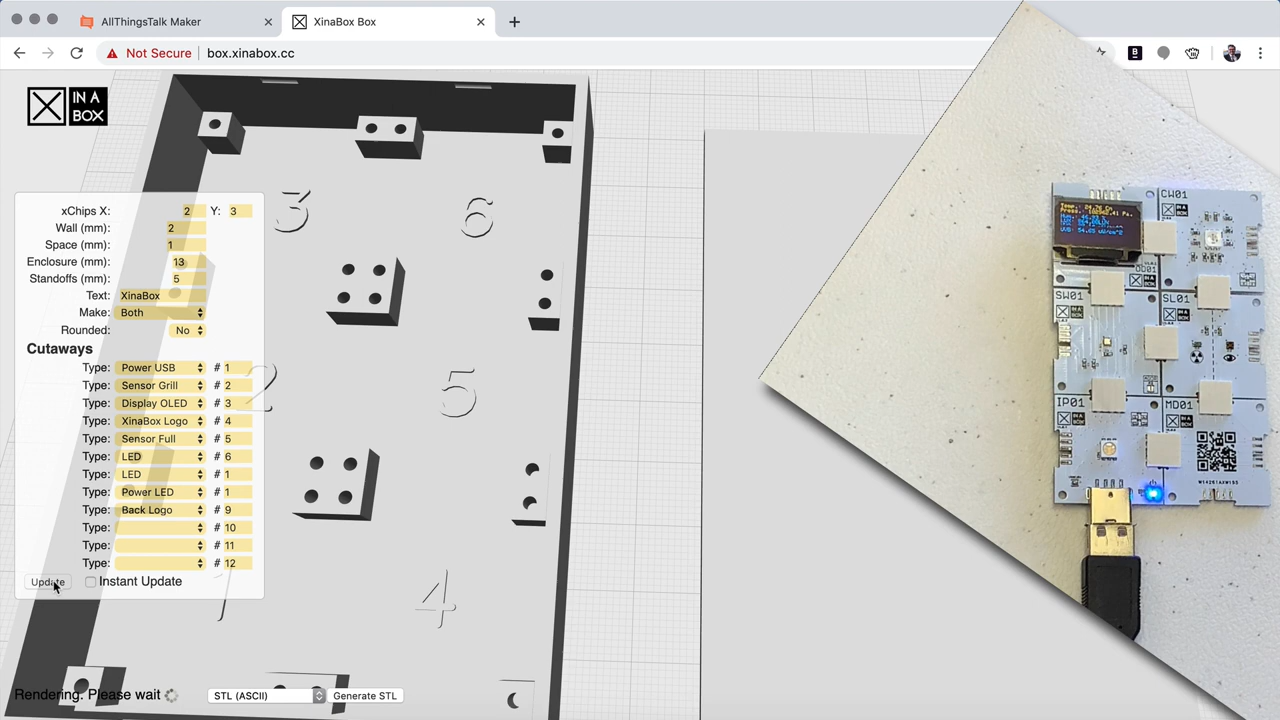 AllThingsTalk Maker
XinaBox Box
Not Secure
box.xinabox.cc
B
IN A
BOX
xChips X: 2 Y: 3
Wall (mm): 2
Space (mm): 1
Enclosure (mm): 13
Standoffs (mm): 5
Text: XinaBox
Make: Both
Rounded: No
Cutaways
Type: Power USB # 1
Type: Sensor Grill # 2
Type: Display OLED # 3
Type: XinaBox Logo # 4
Type: Sensor Full # 5
Type: LED # 6
Type: LED # 1
Type: Power LED # 1
Type: Back Logo # 9
Type: # 10
Type: # 11
Type: # 12
Update
Instant Update
Rendering. Please wait
STL (ASCII)
Generate STL
3 6
2 5
1 4
CW01
OD01
SW01
SL01
IP01
MD01